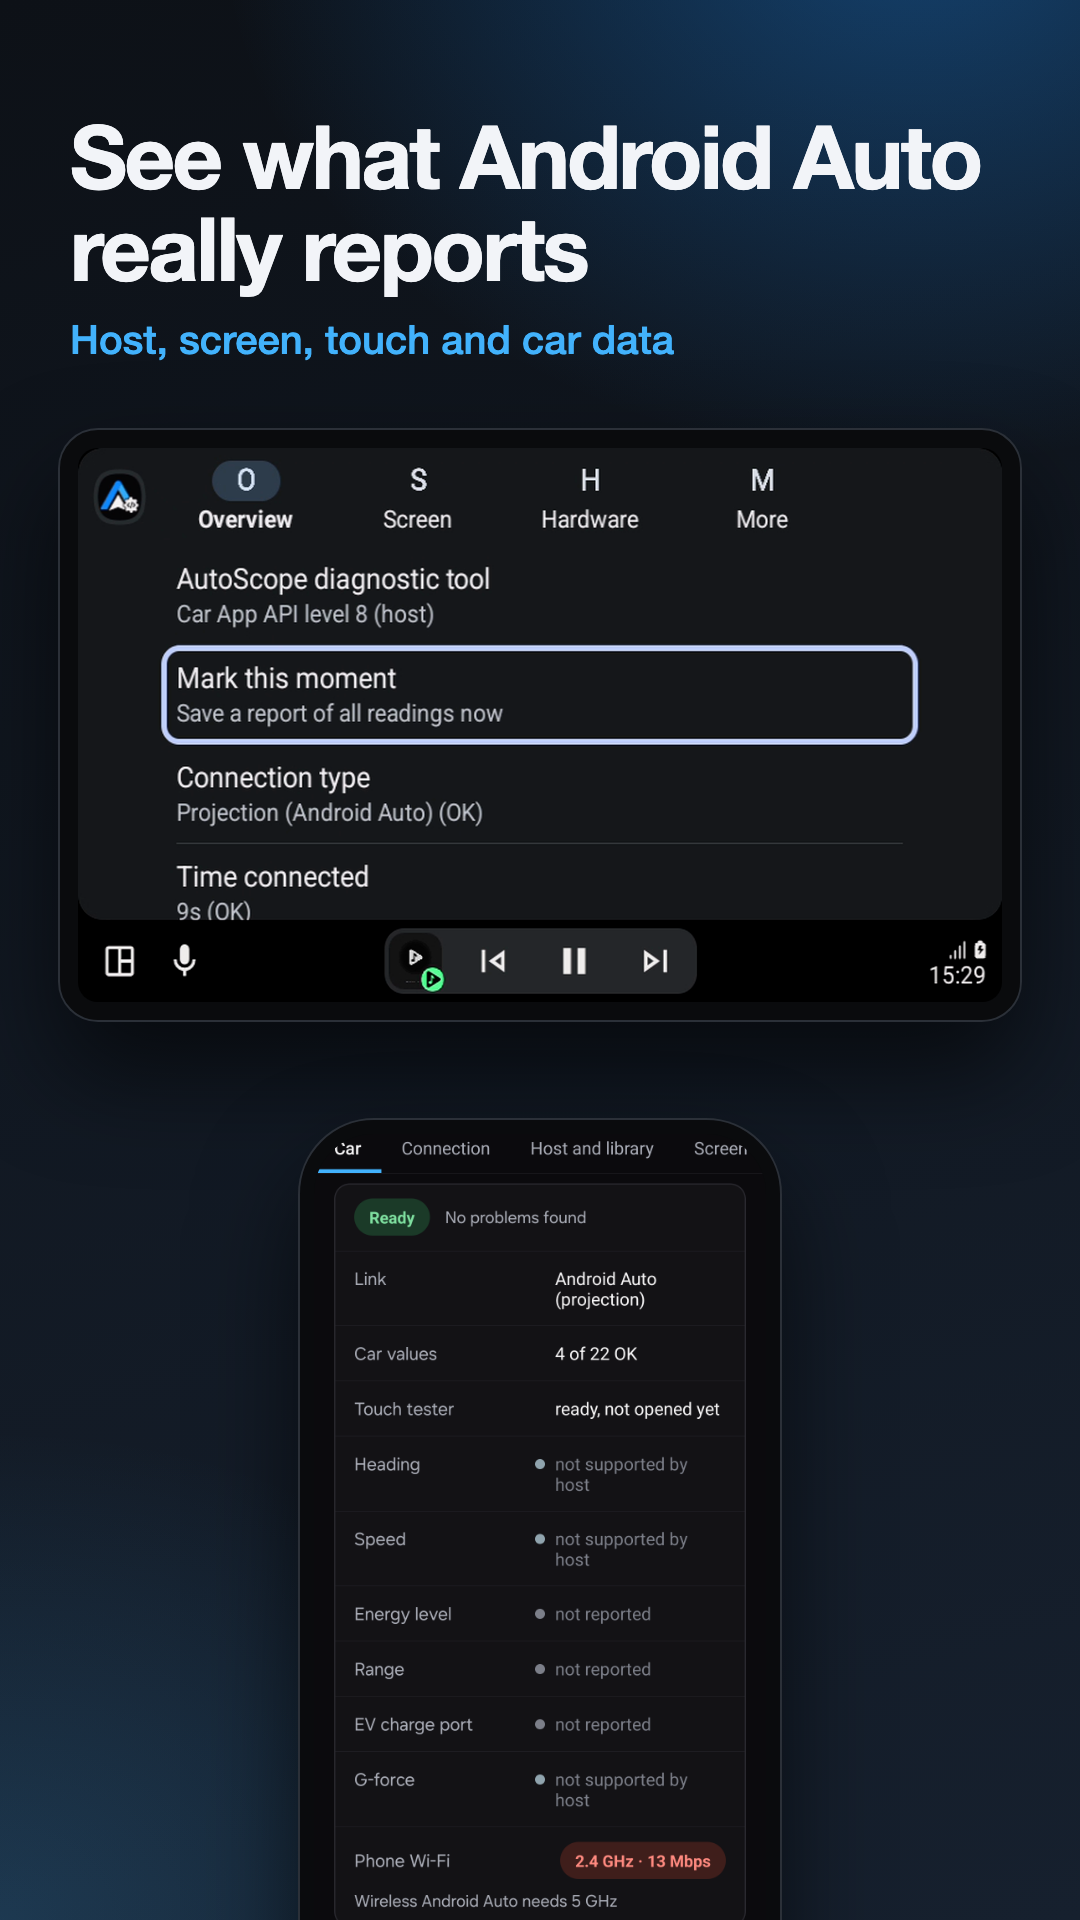 See what Android Auto
really reports
Host, screen, touch and car data
O
S
H
M
Overview
Screen
Hardware
More
AutoScope diagnostic tool
Car App API level 8 (host)
Mark this moment
Save a report of all readings now
Connection type
Projection (Android Auto) (OK)
Time connected
9s (OK)
15:29
Car
Connection
Host and library
Screen
Ready
No problems found
Link
Android Auto
(projection)
Car values
4 of 22 OK
Touch tester
ready, not opened yet
Heading
not supported by
host
Speed
not supported by
host
Energy level
not reported
Range
not reported
EV charge port
not reported
G-force
not supported by
host
Phone Wi-Fi
2.4 GHz · 13 Mbps
Wireless Android Auto needs 5 GHz